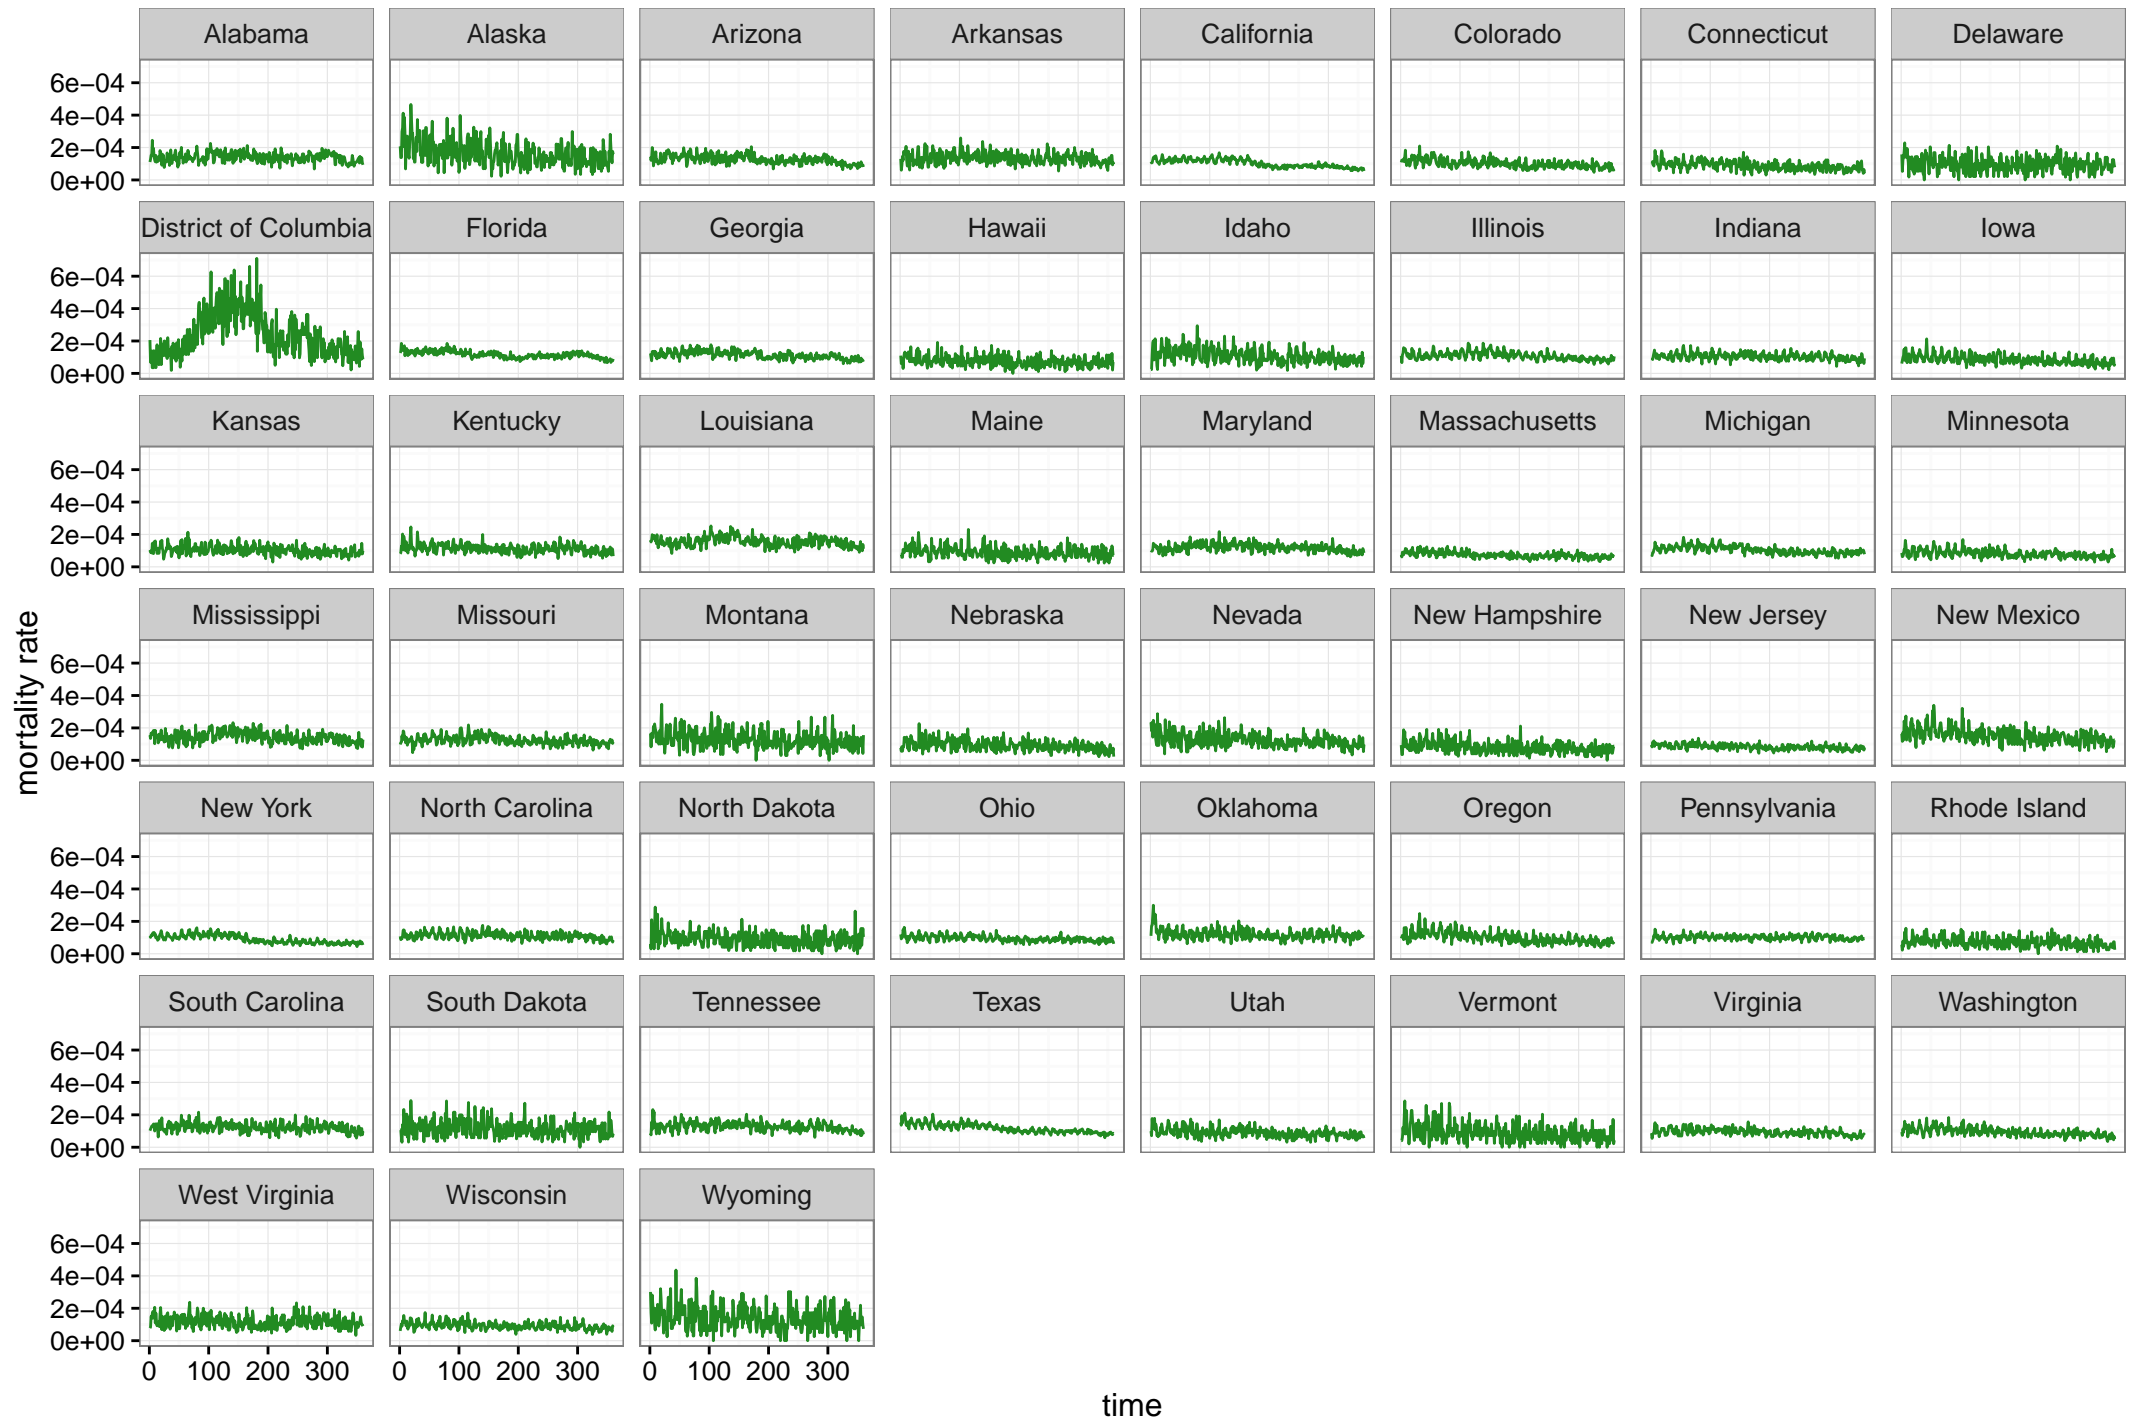 Alabama Alaska Arizona Arkansas California Colorado Connecticut Delaware
6e−04
4e−04
2e−04
0e+00
District of Columbia Florida Georgia Hawaii Idaho Illinois Indiana Iowa
6e−04
4e−04
2e−04
0e+00
Kansas Kentucky Louisiana Maine Maryland Massachusetts Michigan Minnesota
6e−04
4e−04
2e−04
0e+00
mortality rate
Mississippi Missouri Montana Nebraska Nevada New Hampshire New Jersey New Mexico
6e−04
4e−04
2e−04
0e+00
New York North Carolina North Dakota Ohio Oklahoma Oregon Pennsylvania Rhode Island
6e−04
4e−04
2e−04
0e+00
South Carolina South Dakota Tennessee Texas Utah Vermont Virginia Washington
6e−04
4e−04
2e−04
0e+00
West Virginia Wisconsin Wyoming
6e−04
4e−04
2e−04
0e+00
0 100 200 300 0 100 200 300 0 100 200 300
time